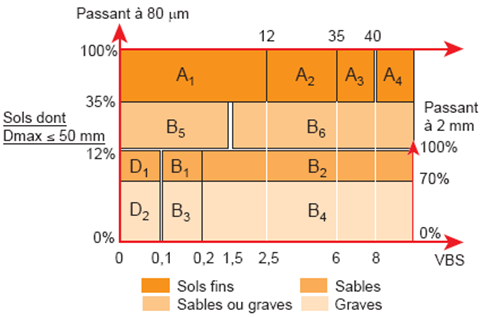 Passant à 80 µm
12 35 40
100%
A₁ A₂ A₃ A₄
35%
Sols dont
Dmax ≤ 50 mm
B₅ B₆
Passant
à 2 mm
12%
100%
D₁ B₁ B₂
70%
D₂ B₃ B₄
0% 0%
0 0,1 0,2 1,5 2,5 6 8 VBS
Sols fins Sables
Sables ou graves Graves